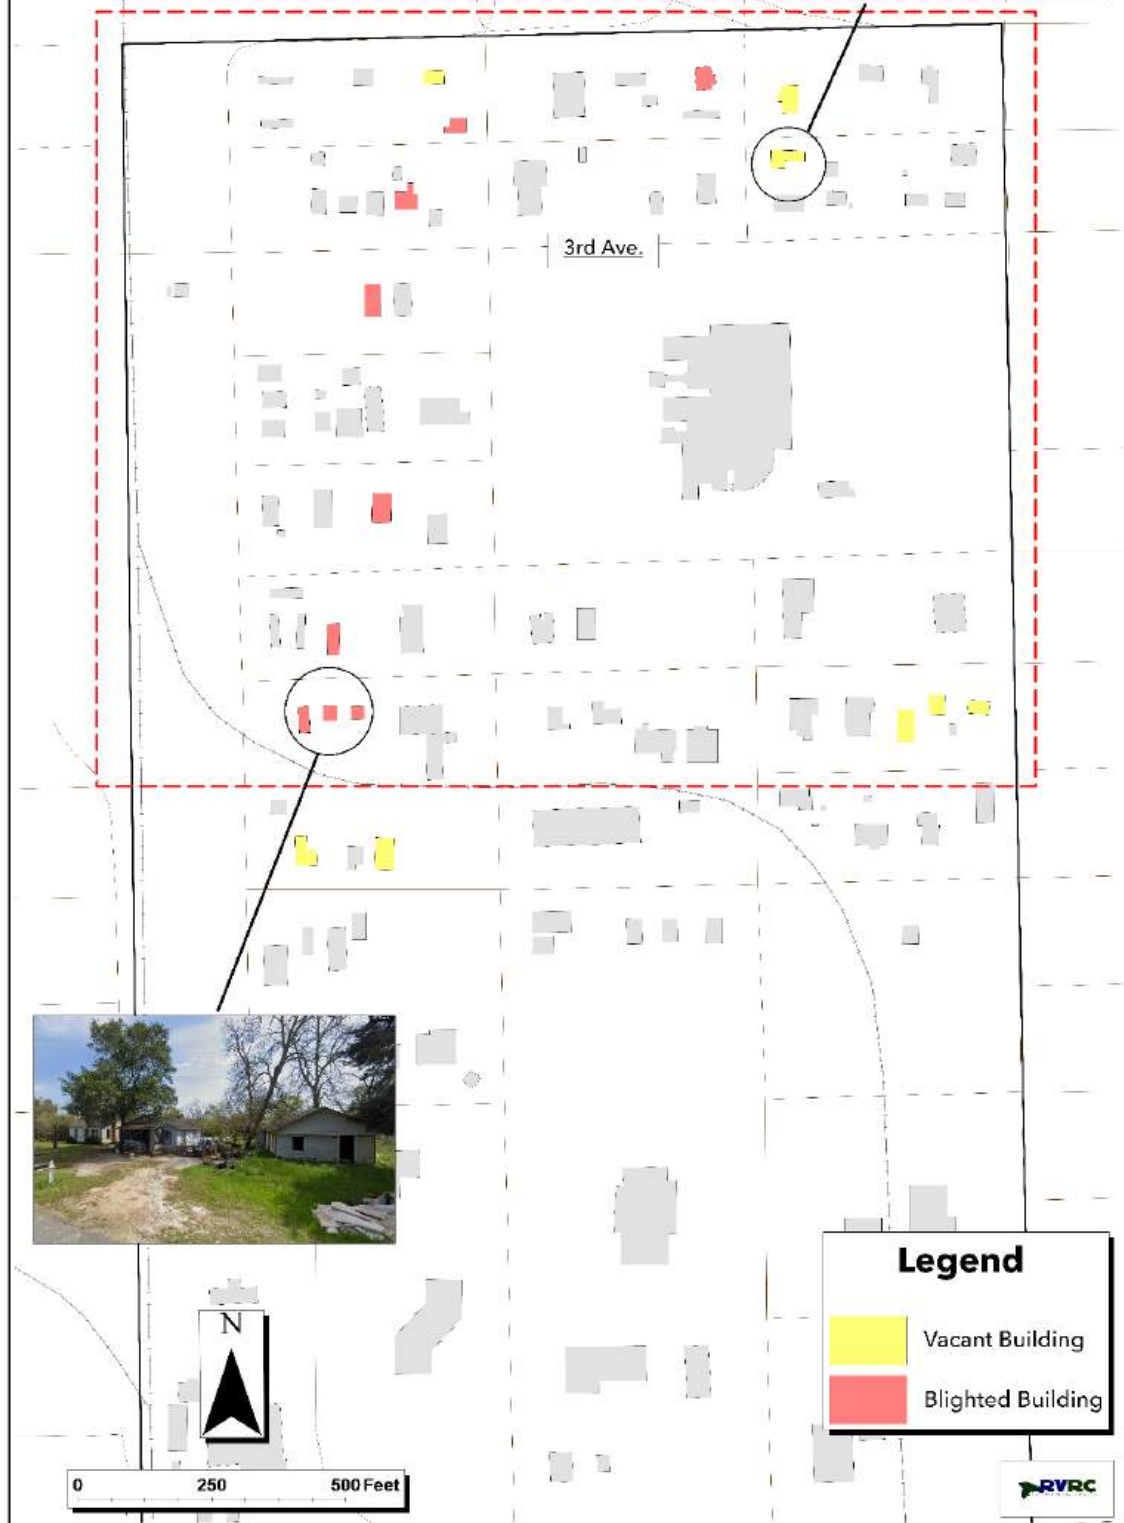 3rd Ave.
Legend
Vacant Building
Blighted Building
N
0 250 500 Feet
RVRC